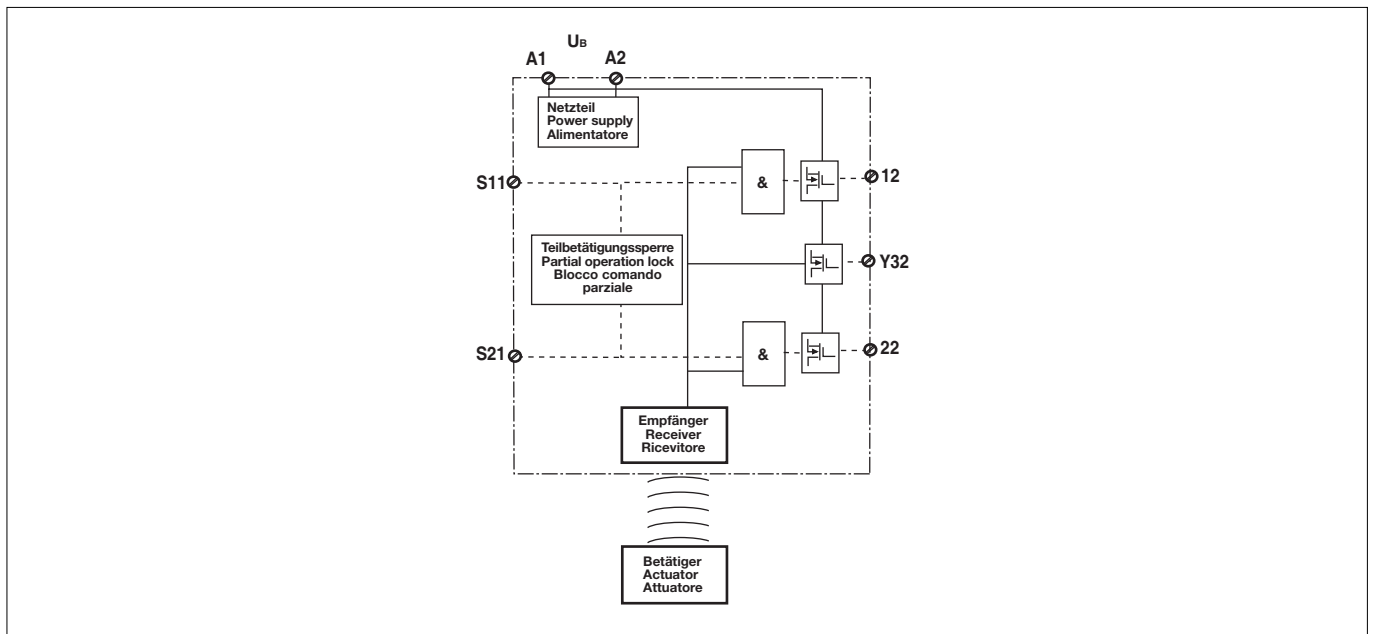 UB
A1
A2
Netzteil
Power supply
Alimentatore
S11
&
12
Teilbetätigungssperre
Partial operation lock
Blocco comando
parziale
Y32
S21
&
22
Empfänger
Receiver
Ricevitore
Betätiger
Actuator
Attuatore